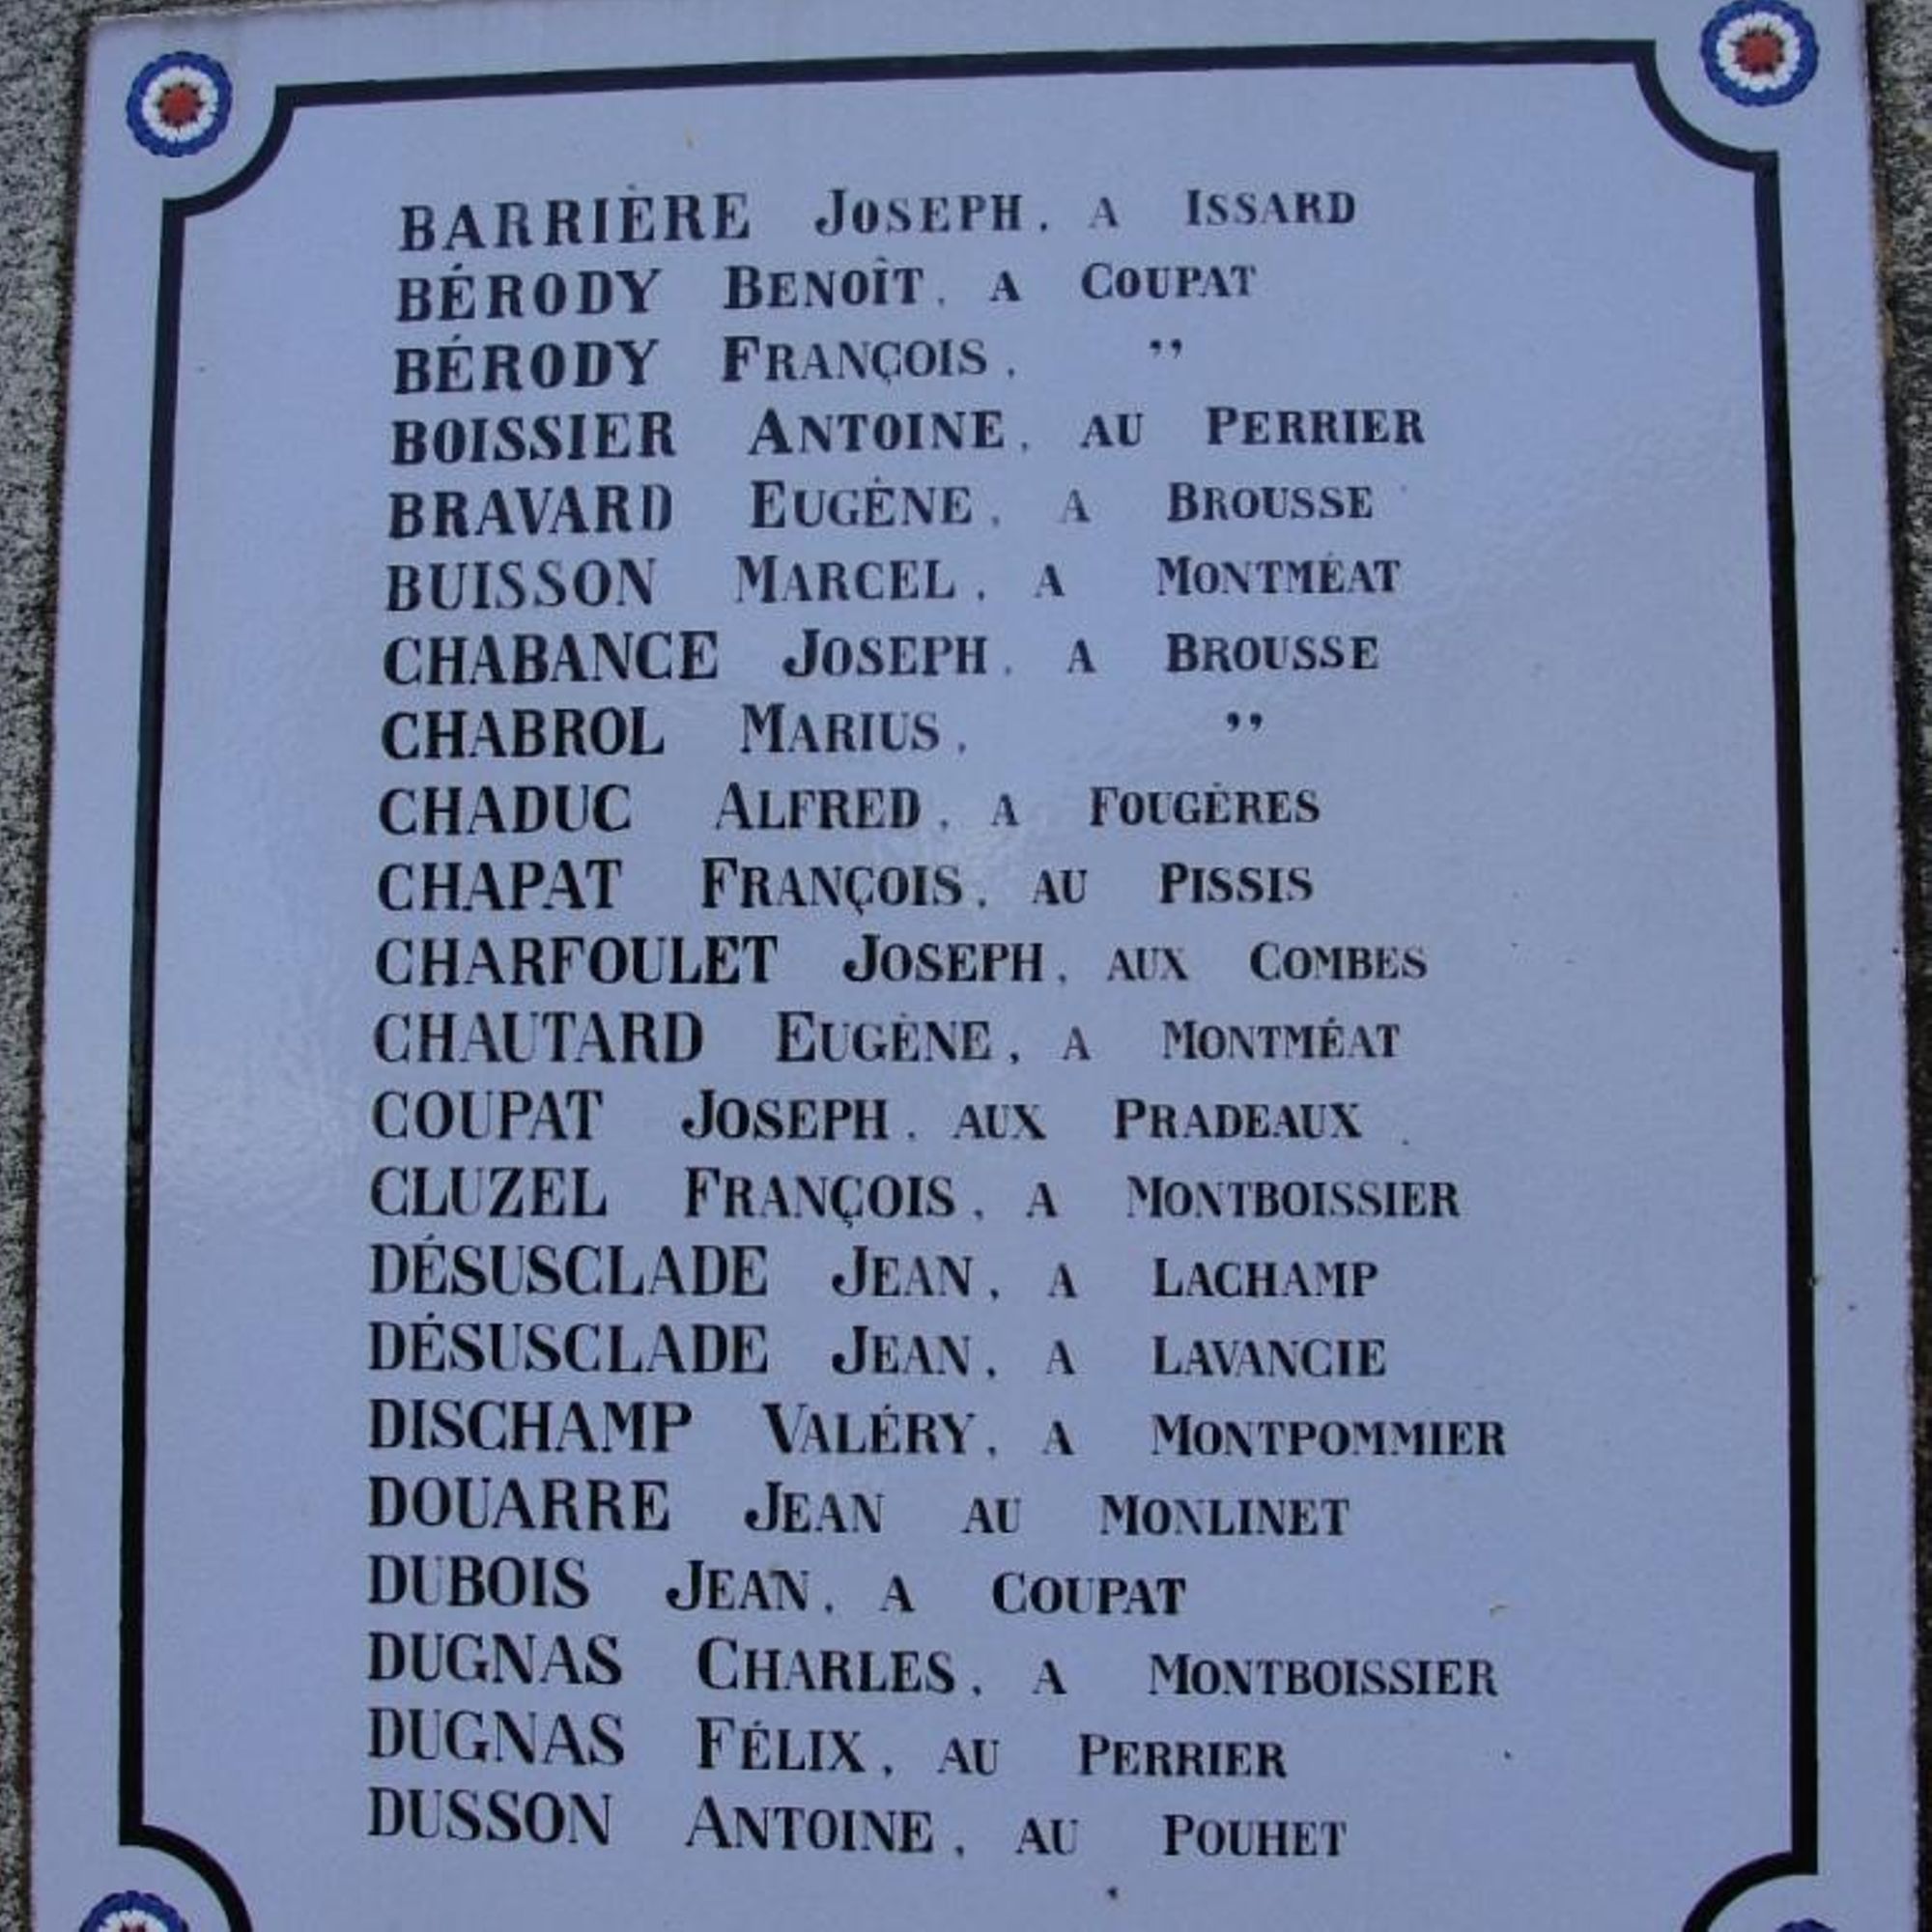 BARRIÈRE JOSEPH, A ISSARD
BÉRODY BENOÎT, A COUPAT
BÉRODY FRANÇOIS, ”
BOISSIER ANTOINE, AU PERRIER
BRAVARD EUGÈNE, A BROUSSE
BUISSON MARCEL, A MONTMÉAT
CHABANCE JOSEPH, A BROUSSE
CHABROL MARIUS, ”
CHADUC ALFRED, A FOUGÈRES
CHAPAT FRANÇOIS, AU PISSIS
CHARFOULET JOSEPH, AUX COMBES
CHAUTARD EUGÈNE, A MONTMÉAT
COUPAT JOSEPH, AUX PRADEAUX
CLUZEL FRANÇOIS, A MONTBOISSIER
DÉSUSCLADE JEAN, A LACHAMP
DÉSUSCLADE JEAN, A LAVANCIE
DISCHAMP VALÉRY, A MONTPOMMIER
DOUARRE JEAN AU MONLINET
DUBOIS JEAN, A COUPAT
DUGNAS CHARLES, A MONTBOISSIER
DUGNAS FÉLIX, AU PERRIER
DUSSON ANTOINE, AU POUHET